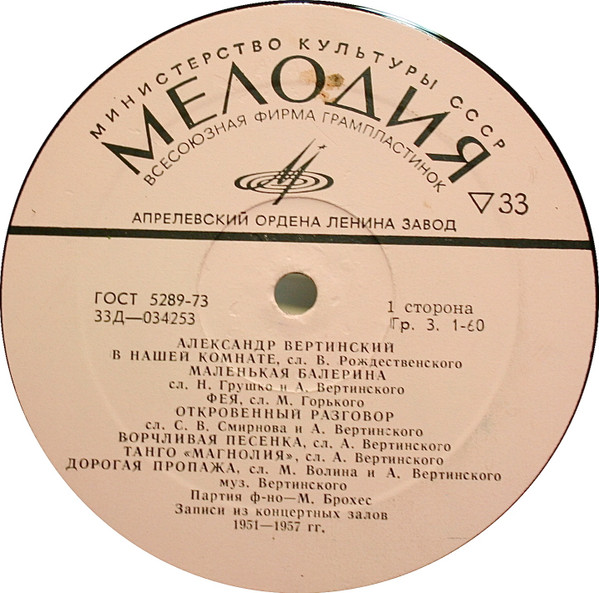 МИНИСТЕРСТВО КУЛЬТУРЫ СССР
МЕЛОДИЯ
ВСЕСОЮЗНАЯ ФИРМА ГРАМПЛАСТИНОК
▽33
АПРЕЛЕВСКИЙ ОРДЕНА ЛЕНИНА ЗАВОД
ГОСТ 5289-73
33Д—034253
1 сторона
Гр. 3. 1-60
АЛЕКСАНДР ВЕРТИНСКИЙ
В НАШЕЙ КОМНАТЕ, сл. В. Рождественского
МАЛЕНЬКАЯ БАЛЕРИНА
сл. Н. Грушко и А. Вертинского
ФЕЯ, сл. М. Горького
ОТКРОВЕННЫЙ РАЗГОВОР
сл. С. В. Смирнова и А. Вертинского
ВОРЧЛИВАЯ ПЕСЕНКА, сл. А. Вертинского
ТАНГО «МАГНОЛИЯ», сл. А. Вертинского
ДОРОГАЯ ПРОПАЖА, сл. М. Волина и А. Вертинского
муз. Вертинского
Партия ф-но—М. Брохес
Записи из концертных залов
1951—1957 гг.